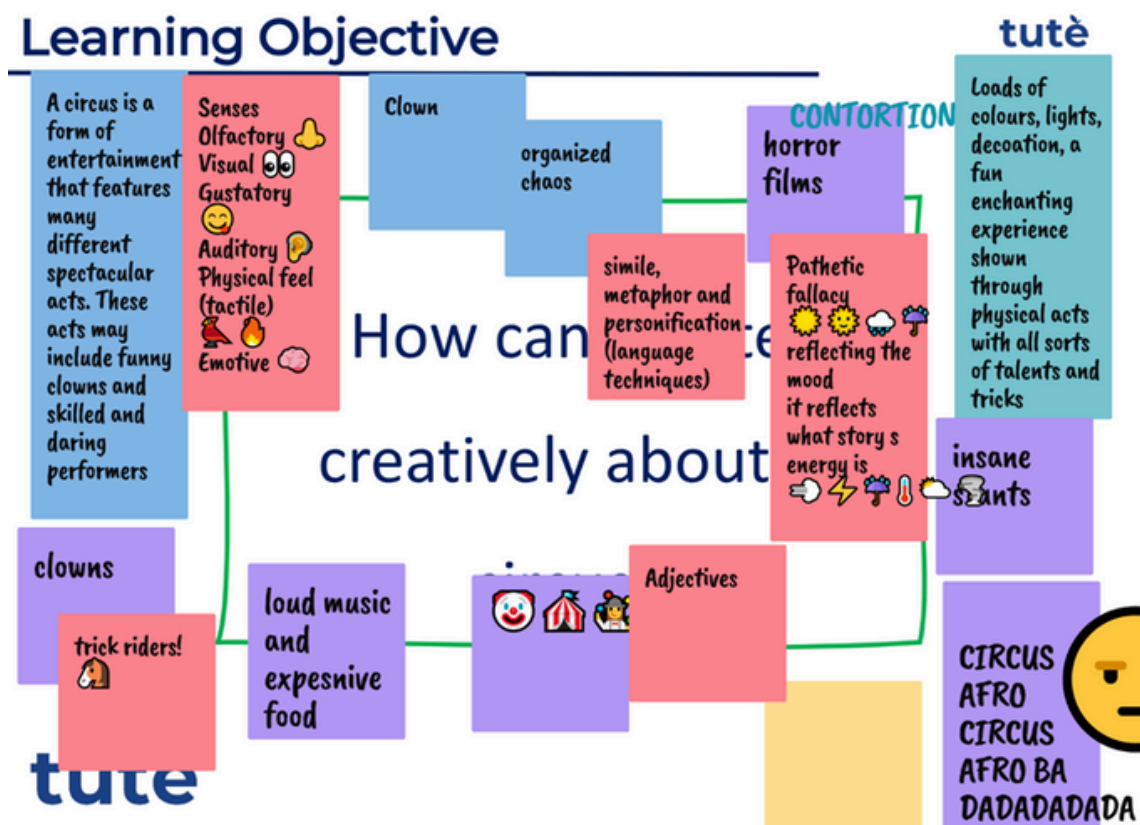 Learning Objective
tutè
A circus is a
form of
entertainment
that features
many
different
spectacular
acts. These
acts may
include funny
clowns and
skilled and
daring
performers
Senses
Olfactory
Visual
Gustatory
Auditory
Physical feel
(tactile)
Emotive
Clown
organized
chaos
CONTORTION
horror
films
Loads of
colours, lights,
decoation, a
fun
enchanting
experience
shown
through
physical acts
with all sorts
of talents and
tricks
simile,
metaphor and
personification
(language
techniques)
Pathetic
fallacy
reflecting the
mood
it reflects
what story s
energy is
How can
creatively about
insane
clowns
trick riders!
loud music
and
expesnive
food
Adjectives
CIRCUS
AFRO
CIRCUS
AFRO BA
DADADADADA
tutè